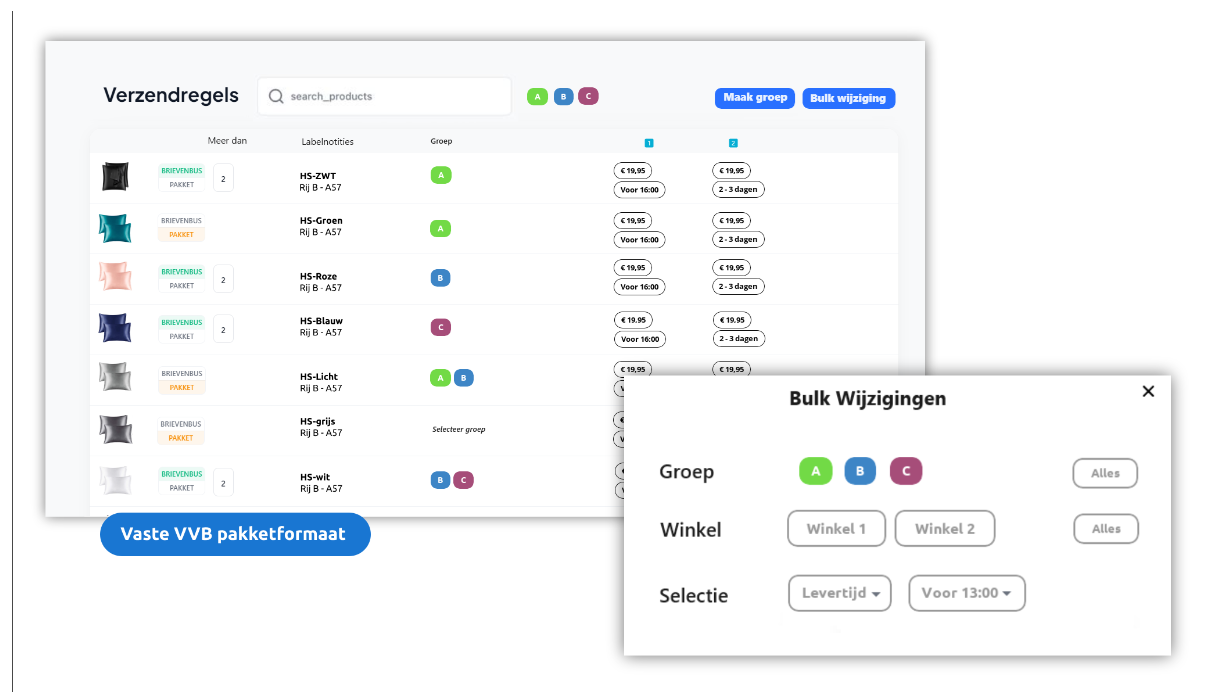 Verzendregels
search_products
A B C
Maak groep
Bulk wijziging
Meer dan Labelnotities Groep 1 2
BRIEVENBUS
PAKKET
2
HS-ZWT
Rij B - A57
A
€ 19,95
Voor 16:00
€ 19,95
2 - 3 dagen
BRIEVENBUS
PAKKET
HS-Groen
Rij B - A57
A
€ 19,95
Voor 16:00
€ 19,95
2 - 3 dagen
BRIEVENBUS
PAKKET
2
HS-Roze
Rij B - A57
B
€ 19,95
Voor 16:00
€ 19,95
2 - 3 dagen
BRIEVENBUS
PAKKET
2
HS-Blauw
Rij B - A57
C
€ 19.95
Voor 16:00
€ 19.95
2 - 3 dagen
BRIEVENBUS
PAKKET
HS-Licht
Rij B - A57
A B
€ 19,95
€ 19,95
BRIEVENBUS
PAKKET
HS-grijs
Rij B - A57
Selecteer groep
BRIEVENBUS
PAKKET
2
HS-wit
Rij B - A57
B C
Vaste VVB pakketformaat
Bulk Wijzigingen
Groep A B C Alles
Winkel Winkel 1 Winkel 2 Alles
Selectie Levertijd Voor 13:00